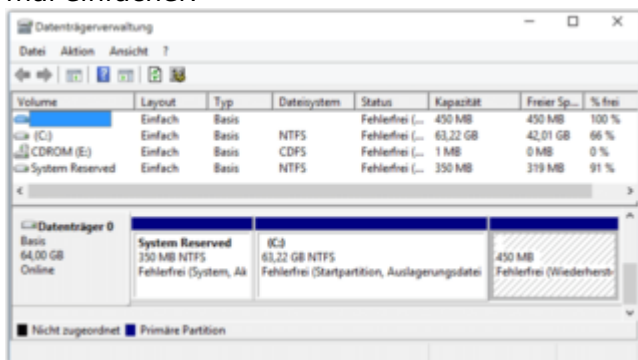 mal einfacher.
Datenträgerverwaltung
Datei Aktion Ansicht ?
Volume Layout Typ Dateisystem Status Kapazität Freier Sp... % frei
Einfach Basis Fehlerfrei (... 450 MB 450 MB 100 %
(C:) Einfach Basis NTFS Fehlerfrei (... 63,22 GB 42,01 GB 66 %
CDROM (E:) Einfach Basis CDFS Fehlerfrei (... 1 MB 0 MB 0 %
System Reserved Einfach Basis NTFS Fehlerfrei (... 350 MB 319 MB 91 %
Datenträger 0
Basis
64,00 GB
Online
System Reserved
350 MB NTFS
Fehlerfrei (System, Ak
(C:)
63,22 GB NTFS
Fehlerfrei (Startpartition, Auslagerungsdatei
450 MB
Fehlerfrei (Wiederherst
Nicht zugeordnet Primäre Partition